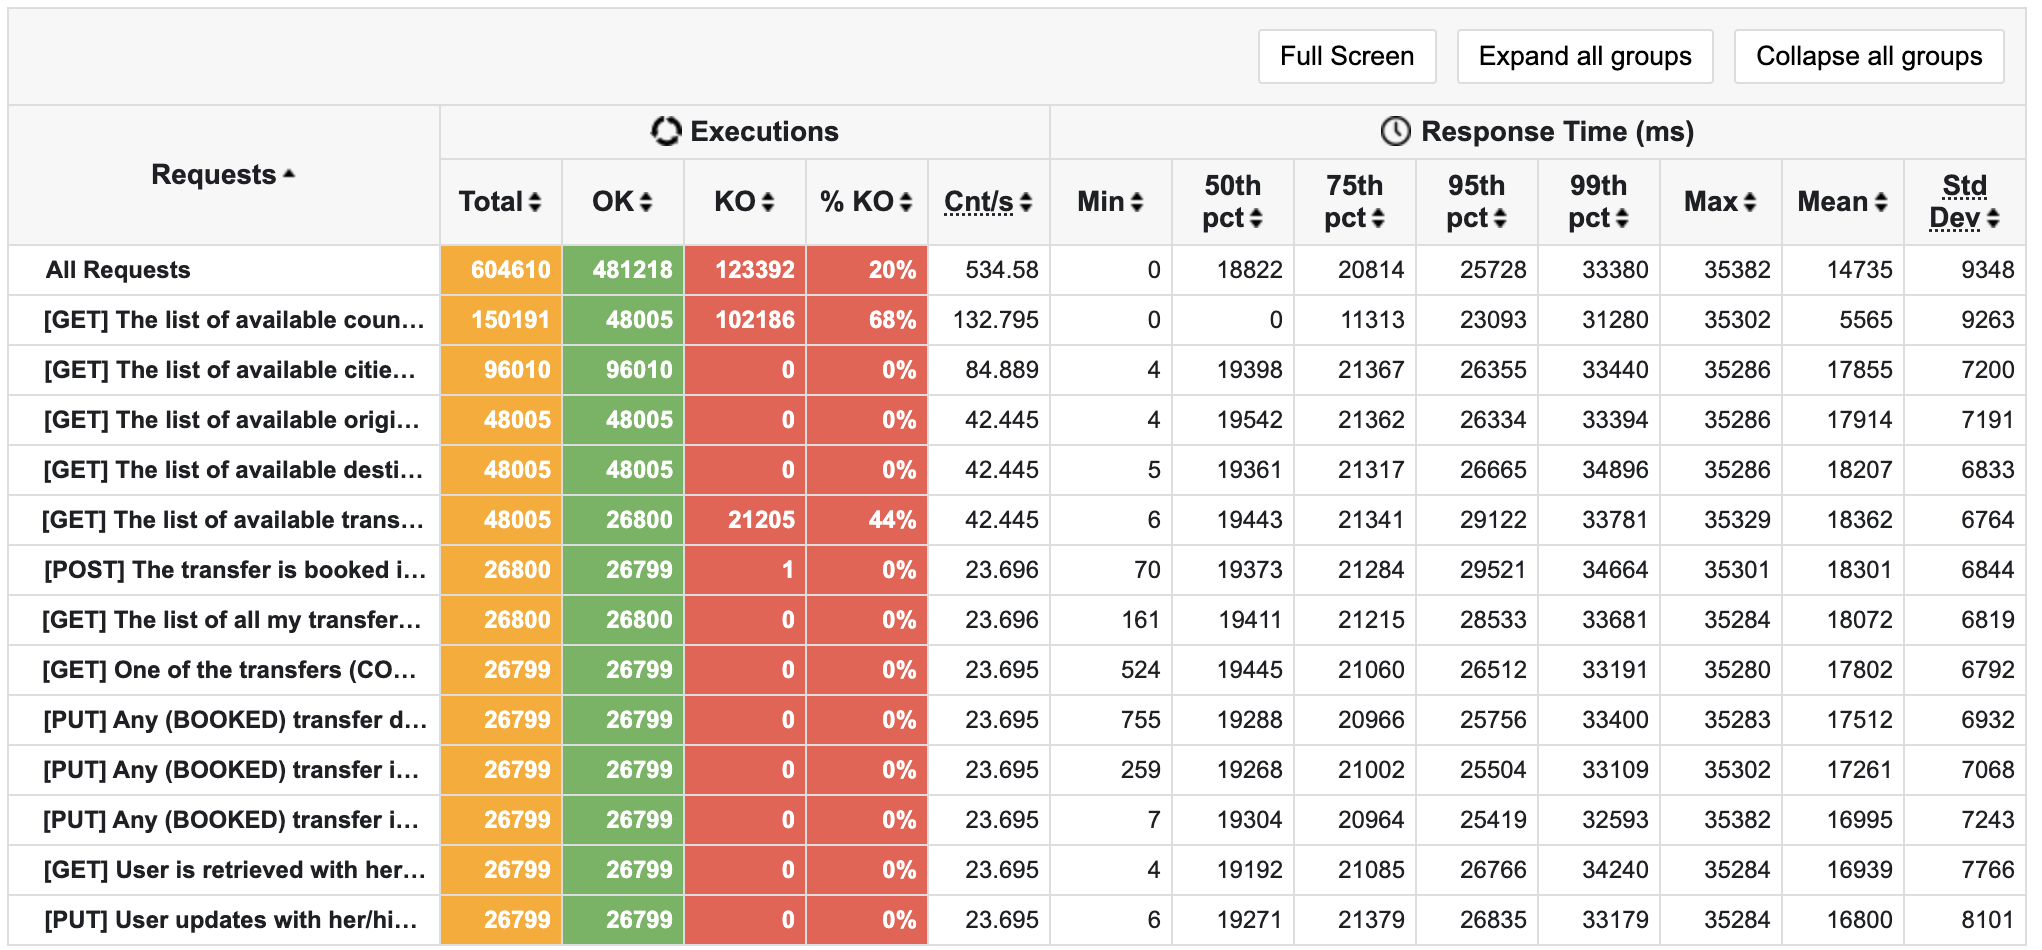 Full Screen Expand all groups Collapse all groups
Requests Executions Response Time (ms)
Total OK KO % KO Cnt/s Min 50th pct 75th pct 95th pct 99th pct Max Mean Std Dev
All Requests 604610 481218 123392 20% 534.58 0 18822 20814 25728 33380 35382 14735 9348
[GET] The list of available coun… 150191 48005 102186 68% 132.795 0 0 11313 23093 31280 35302 5565 9263
[GET] The list of available citie… 96010 96010 0 0% 84.889 4 19398 21367 26355 33440 35286 17855 7200
[GET] The list of available origi… 48005 48005 0 0% 42.445 4 19542 21362 26334 33394 35286 17914 7191
[GET] The list of available desti… 48005 48005 0 0% 42.445 5 19361 21317 26665 34896 35286 18207 6833
[GET] The list of available trans… 48005 26800 21205 44% 42.445 6 19443 21341 29122 33781 35329 18362 6764
[POST] The transfer is booked i… 26800 26799 1 0% 23.696 70 19373 21284 29521 34664 35301 18301 6844
[GET] The list of all my transfer… 26800 26800 0 0% 23.696 161 19411 21215 28533 33681 35284 18072 6819
[GET] One of the transfers (CO… 26799 26799 0 0% 23.695 524 19445 21060 26512 33191 35280 17802 6792
[PUT] Any (BOOKED) transfer d… 26799 26799 0 0% 23.695 755 19288 20966 25756 33400 35283 17512 6932
[PUT] Any (BOOKED) transfer i… 26799 26799 0 0% 23.695 259 19268 21002 25504 33109 35302 17261 7068
[PUT] Any (BOOKED) transfer i… 26799 26799 0 0% 23.695 7 19304 20964 25419 32593 35382 16995 7243
[GET] User is retrieved with her… 26799 26799 0 0% 23.695 4 19192 21085 26766 34240 35284 16939 7766
[PUT] User updates with her/hi… 26799 26799 0 0% 23.695 6 19271 21379 26835 33179 35284 16800 8101